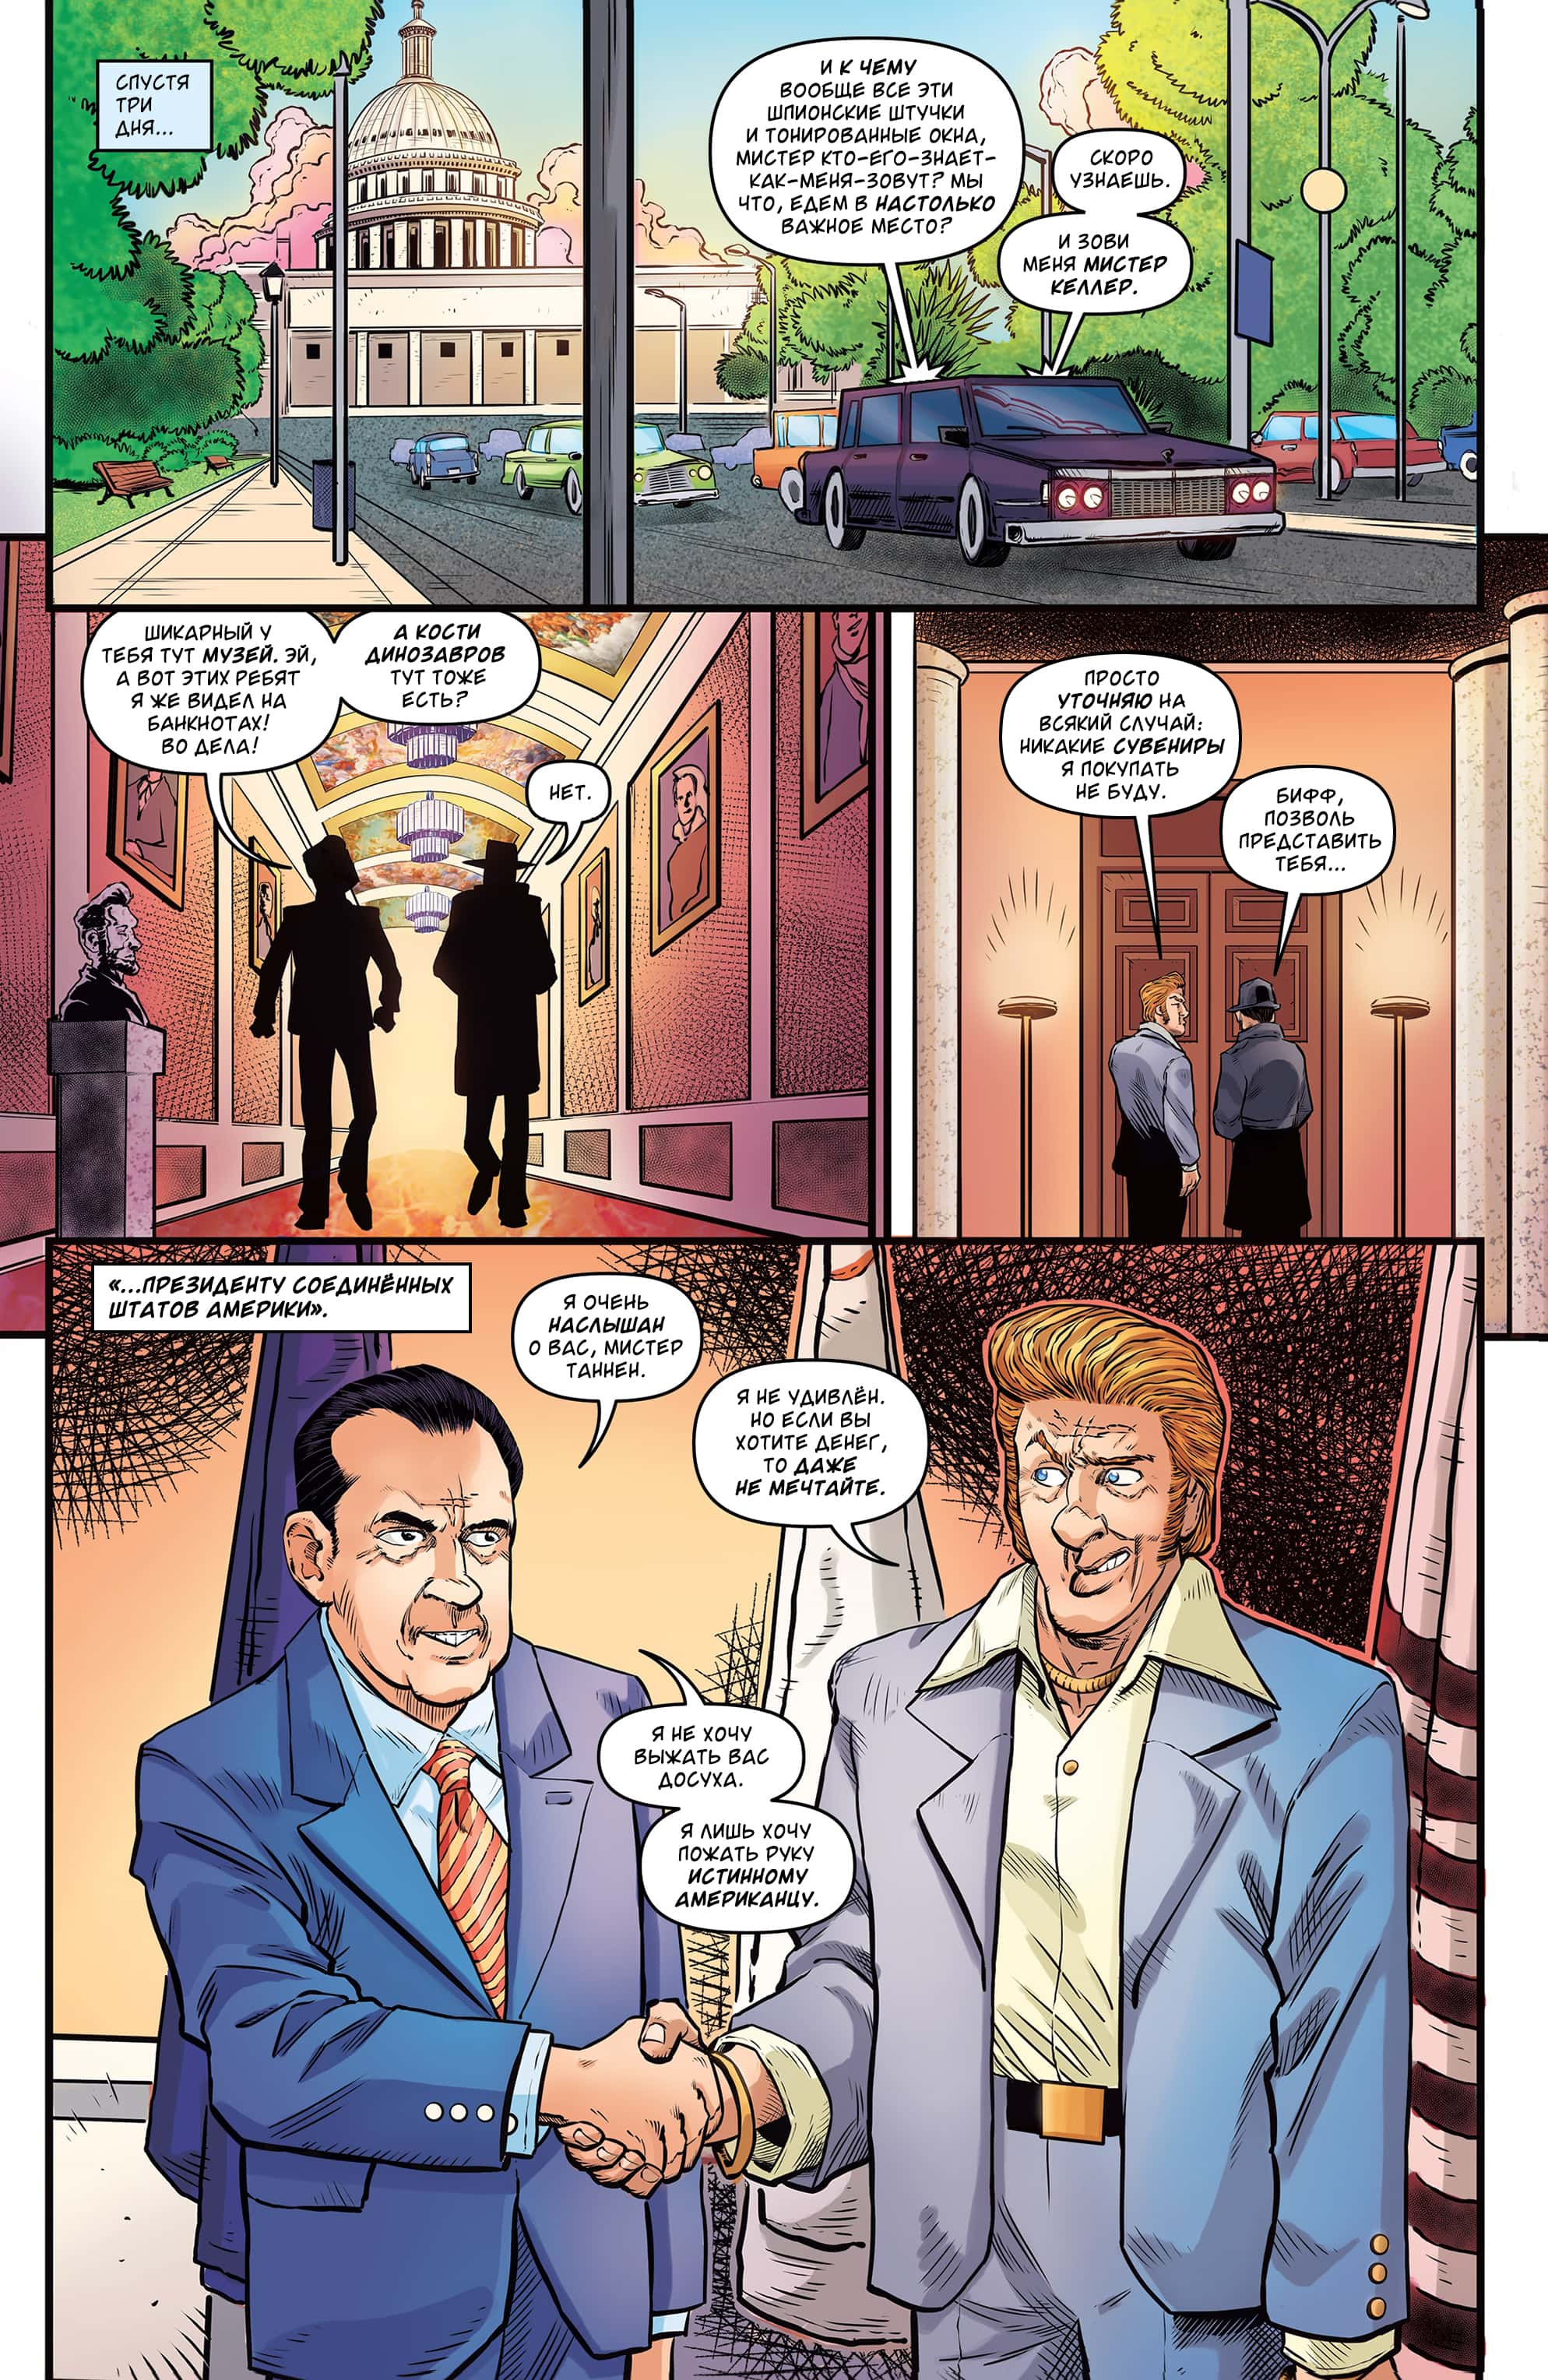 СПУСТЯ
ТРИ
ДНЯ...
И К ЧЕМУ
ВООБЩЕ ВСЕ ЭТИ
ШПИОНСКИЕ ШТУЧКИ
И ТОНИРОВАННЫЕ ОКНА,
МИСТЕР КТО-ЕГО-ЗНАЕТ-
КАК-МЕНЯ-ЗОВУТ? МЫ
ЧТО, ЕДЕМ В НАСТОЛЬКО
ВАЖНОЕ МЕСТО?
СКОРО
УЗНАЕШЬ.
И ЗОВИ
МЕНЯ МИСТЕР
КЕЛЛЕР.
ШИКАРНЫЙ У
ТЕБЯ ТУТ МУЗЕЙ. ЭЙ,
А ВОТ ЭТИХ РЕБЯТ
Я ЖЕ ВИДЕЛ НА
БАНКНОТАХ!
ВО ДЕЛА!
А КОСТИ
ДИНОЗАВРОВ
ТУТ ТОЖЕ
ЕСТЬ?
НЕТ.
ПРОСТО
УТОЧНЯЮ НА
ВСЯКИЙ СЛУЧАЙ:
НИКАКИЕ СУВЕНИРЫ
Я ПОКУПАТЬ
НЕ БУДУ.
БИФФ,
ПОЗВОЛЬ
ПРЕДСТАВИТЬ
ТЕБЯ...
«...ПРЕЗИДЕНТУ СОЕДИНЁННЫХ
ШТАТОВ АМЕРИКИ».
Я ОЧЕНЬ
НАСЛЫШАН
О ВАС, МИСТЕР
ТАННЕН.
Я НЕ УДИВЛЁН.
НО ЕСЛИ ВЫ
ХОТИТЕ ДЕНЕГ,
ТО ДАЖЕ
НЕ МЕЧТАЙТЕ.
Я НЕ ХОЧУ
ВЫЖАТЬ ВАС
ДОСУХА.
Я ЛИШЬ ХОЧУ
ПОЖАТЬ РУКУ
ИСТИННОМУ
АМЕРИКАНЦУ.